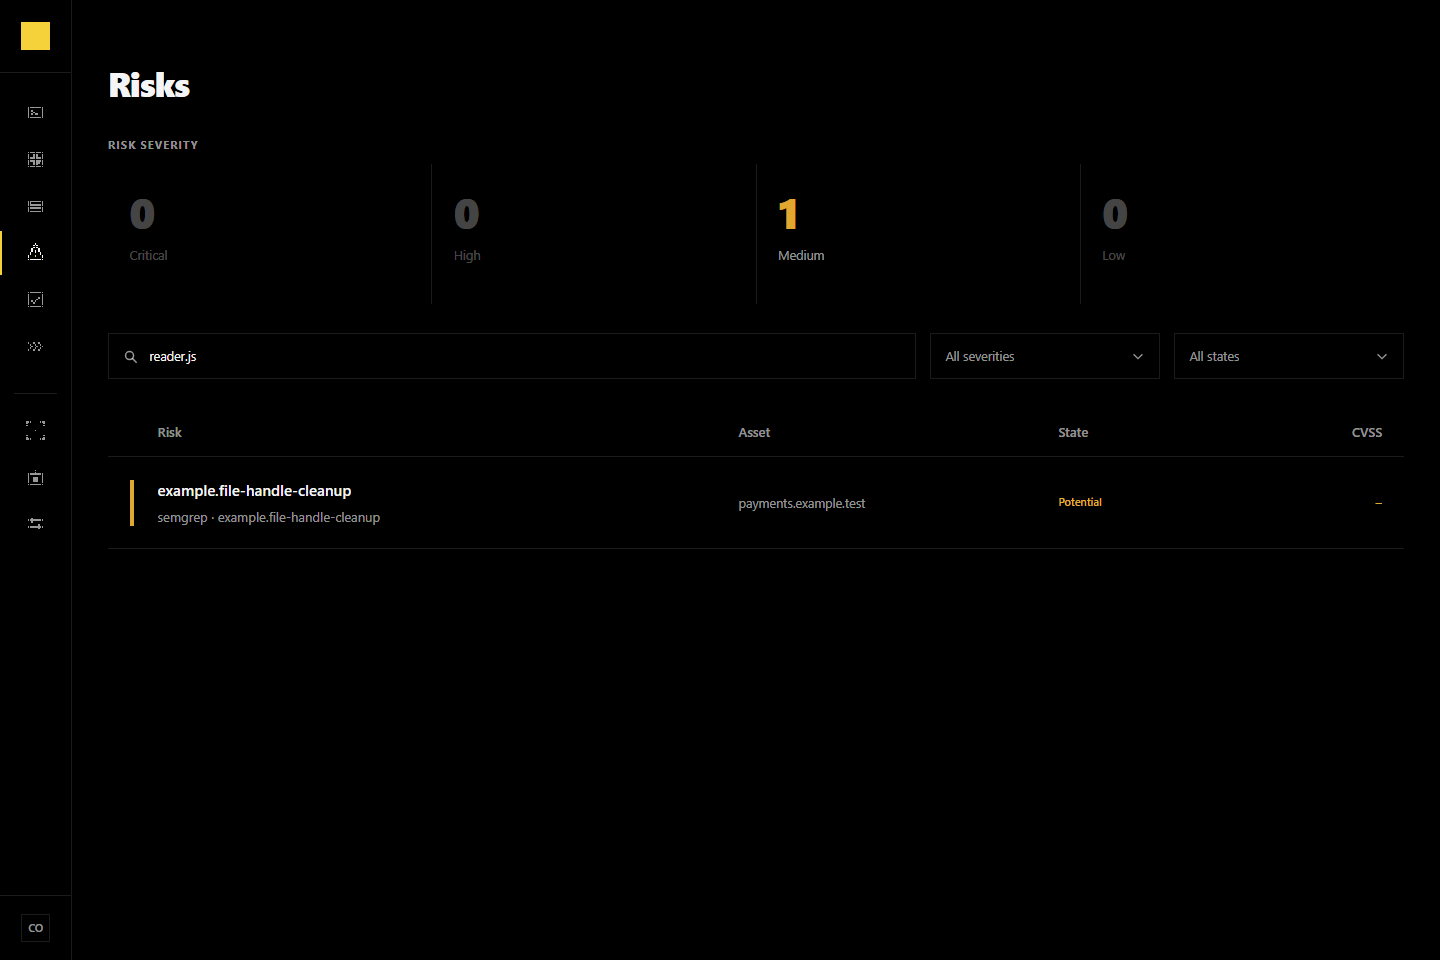 Risks
RISK SEVERITY
0
Critical
0
High
1
Medium
0
Low
reader.js
All severities
All states
Risk Asset State CVSS
example.file-handle-cleanup
semgrep · example.file-handle-cleanup
payments.example.test
Potential
–
CO